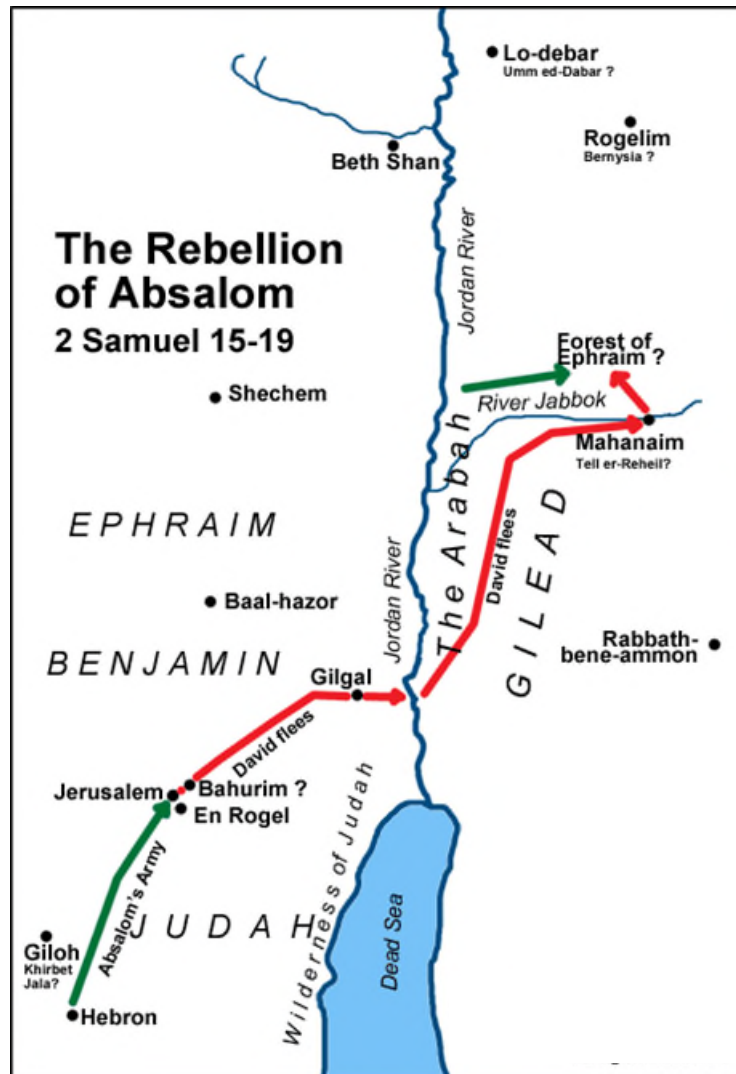 Lo-debar
Umm ed-Dabar ?
Rogelim
Bernysia ?
Beth Shan
The Rebellion
of Absalom
2 Samuel 15-19
Jordan River
Forest of
Ephraim ?
Shechem
River Jabbok
Mahanaim
Tell er-Reheil?
The Arabah
EPHRAIM
David flees
GILEAD
Jordan River
Baal-hazor
Rabbath-
bene-ammon
BENJAMIN
Gilgal
David flees
Jerusalem
Bahurim ?
En Rogel
Wilderness of Judah
Absalom's Army
JUDAH
Dead Sea
Giloh
Khirbet
Jala?
Hebron